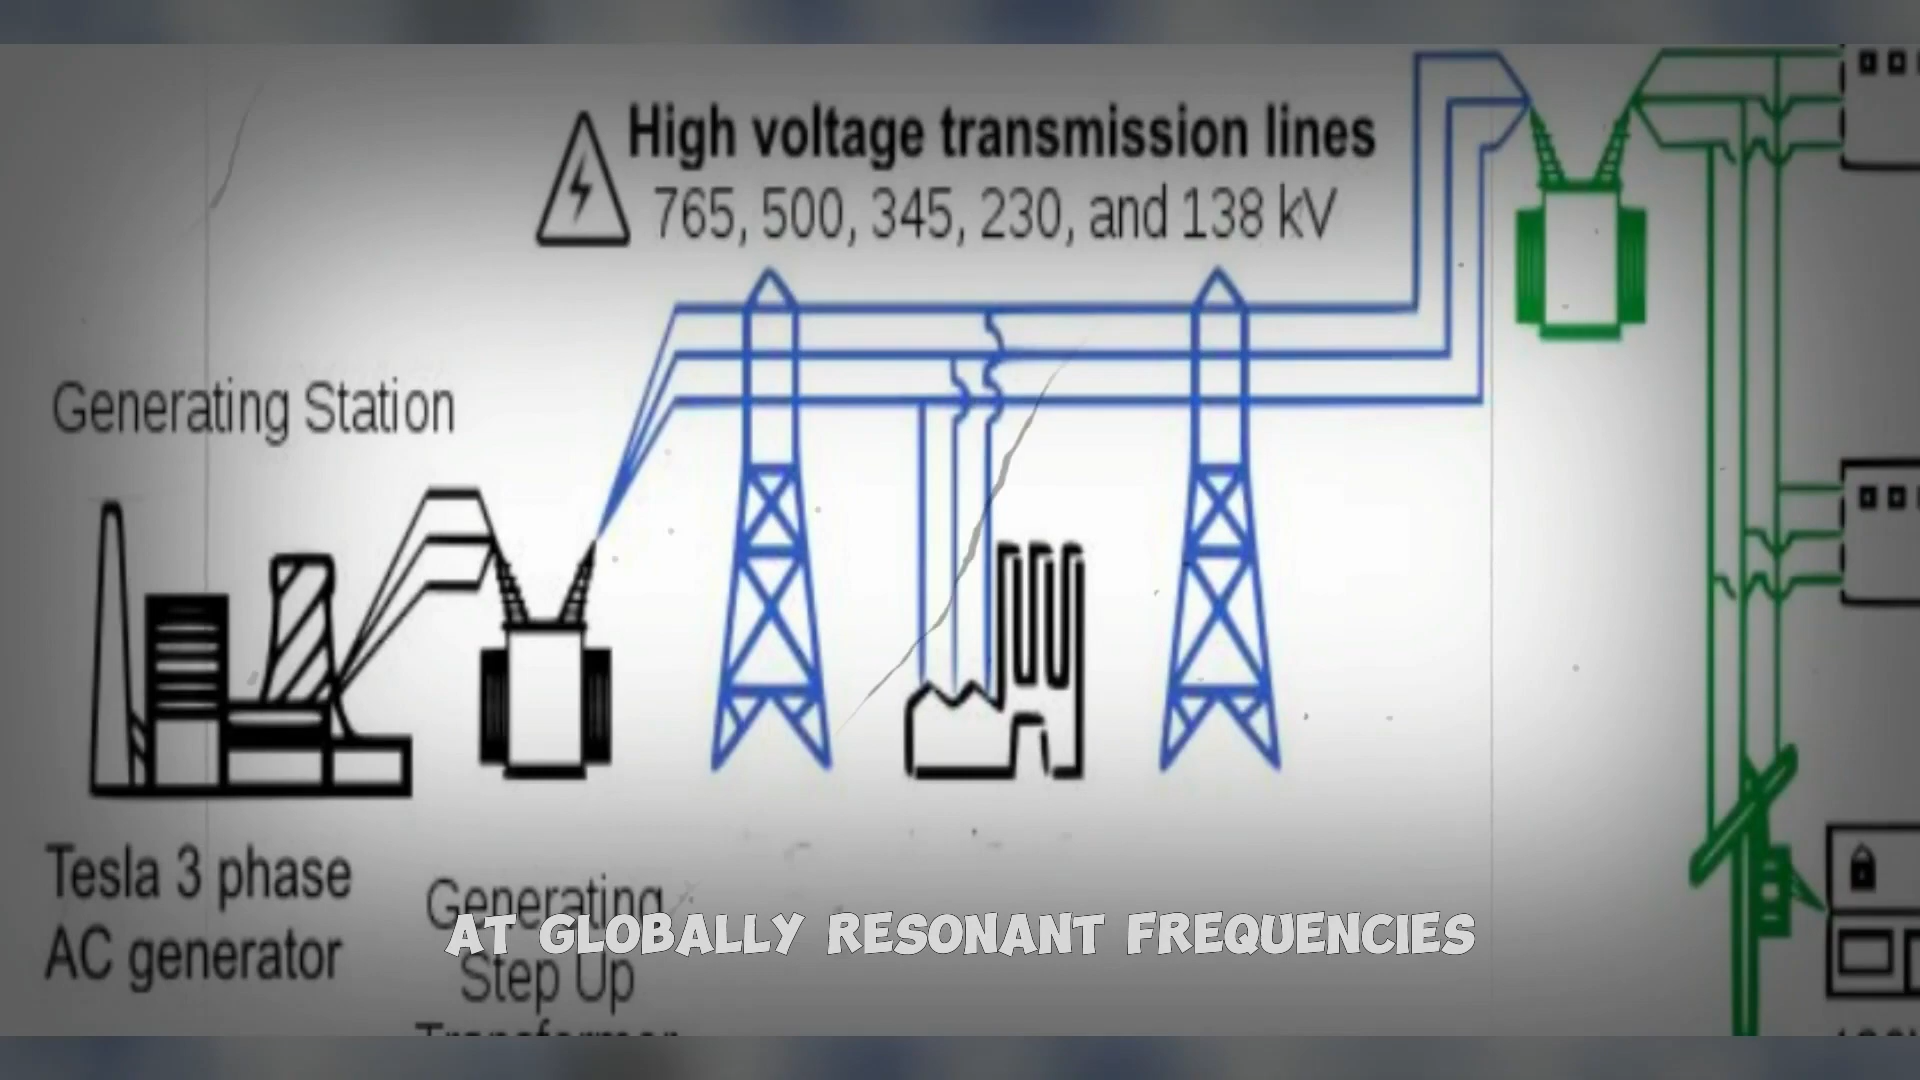 High voltage transmission lines
765, 500, 345, 230, and 138 kV
Generating Station
Tesla 3 phase
AC generator
Generating
Step Up
Transformer
AT GLOBALLY RESONANT FREQUENCIES